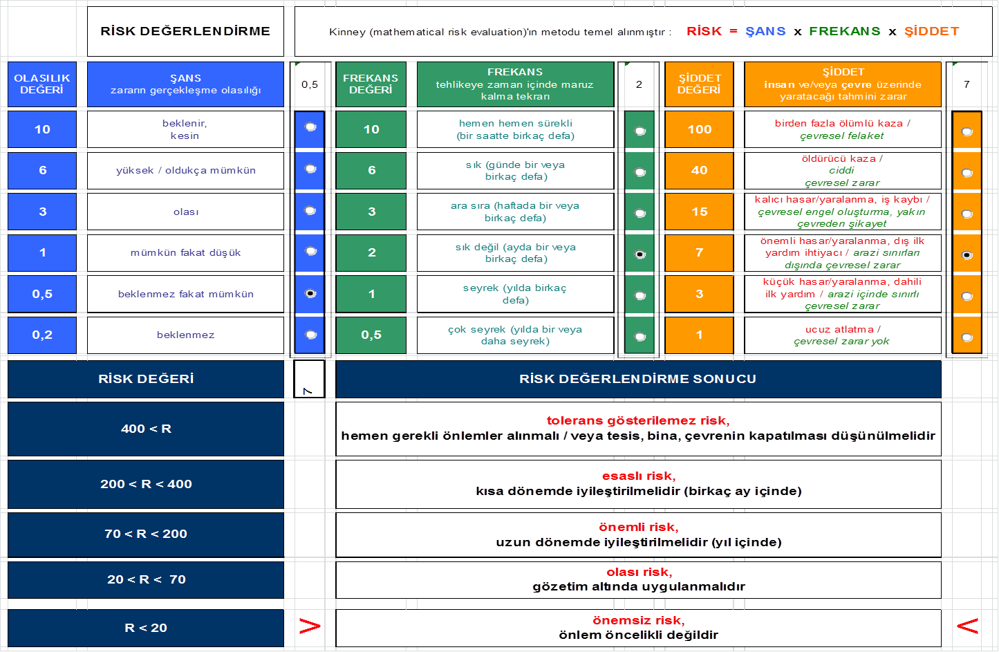 RİSK DEĞERLENDİRME
Kinney (mathematical risk evaluation)'ın metodu temel alınmıştır : RİSK = ŞANS x FREKANS x ŞİDDET
OLASILIK
DEĞERİ
ŞANS
zararın gerçekleşme olasılığı
0,5
FREKANS
DEĞERİ
FREKANS
tehlikeye zaman içinde maruz
kalma tekrarı
2
ŞİDDET
DEĞERİ
ŞİDDET
insan ve/veya çevre üzerinde
yaratacağı tahmini zarar
7
10
beklenir,
kesin
10
hemen hemen sürekli
(bir saatte birkaç defa)
100
birden fazla ölümlü kaza /
çevresel felaket
6
yüksek / oldukça mümkün
6
sık (günde bir veya
birkaç defa)
40
öldürücü kaza /
ciddi
çevresel zarar
3
olası
3
ara sıra (haftada bir veya
birkaç defa)
15
kalıcı hasar/yaralanma, iş kaybı /
çevresel engel oluşturma, yakın
çevreden şikayet
1
mümkün fakat düşük
2
sık değil (ayda bir veya
birkaç defa)
7
önemli hasar/yaralanma, dış ilk
yardım ihtiyacı / arazi sınırları
dışında çevresel zarar
0,5
beklenmez fakat mümkün
1
seyrek (yılda birkaç
defa)
3
küçük hasar/yaralanma, dahili
ilk yardım / arazi içinde sınırlı
çevresel zarar
0,2
beklenmez
0,5
çok seyrek (yılda bir veya
daha seyrek)
1
ucuz atlatma /
çevresel zarar yok
RİSK DEĞERİ
7
RİSK DEĞERLENDİRME SONUCU
400 < R
tolerans gösterilemez risk,
hemen gerekli önlemler alınmalı / veya tesis, bina, çevrenin kapatılması düşünülmelidir
200 < R < 400
esaslı risk,
kısa dönemde iyileştirilmelidir (birkaç ay içinde)
70 < R < 200
önemli risk,
uzun dönemde iyileştirilmelidir (yıl içinde)
20 < R < 70
olası risk,
gözetim altında uygulanmalıdır
R < 20
>
önemsiz risk,
önlem öncelikli değildir
<